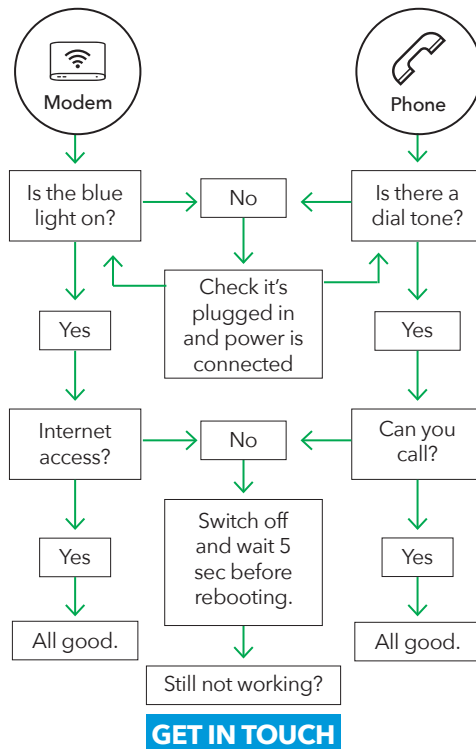 Modem
Phone
Is the blue
light on?
No
Is there a
dial tone?
Check it's
plugged in
and power is
connected
Yes
Yes
Internet
access?
No
Can you
call?
Switch off
and wait 5
sec before
rebooting.
Yes
Yes
All good.
All good.
Still not working?
GET IN TOUCH